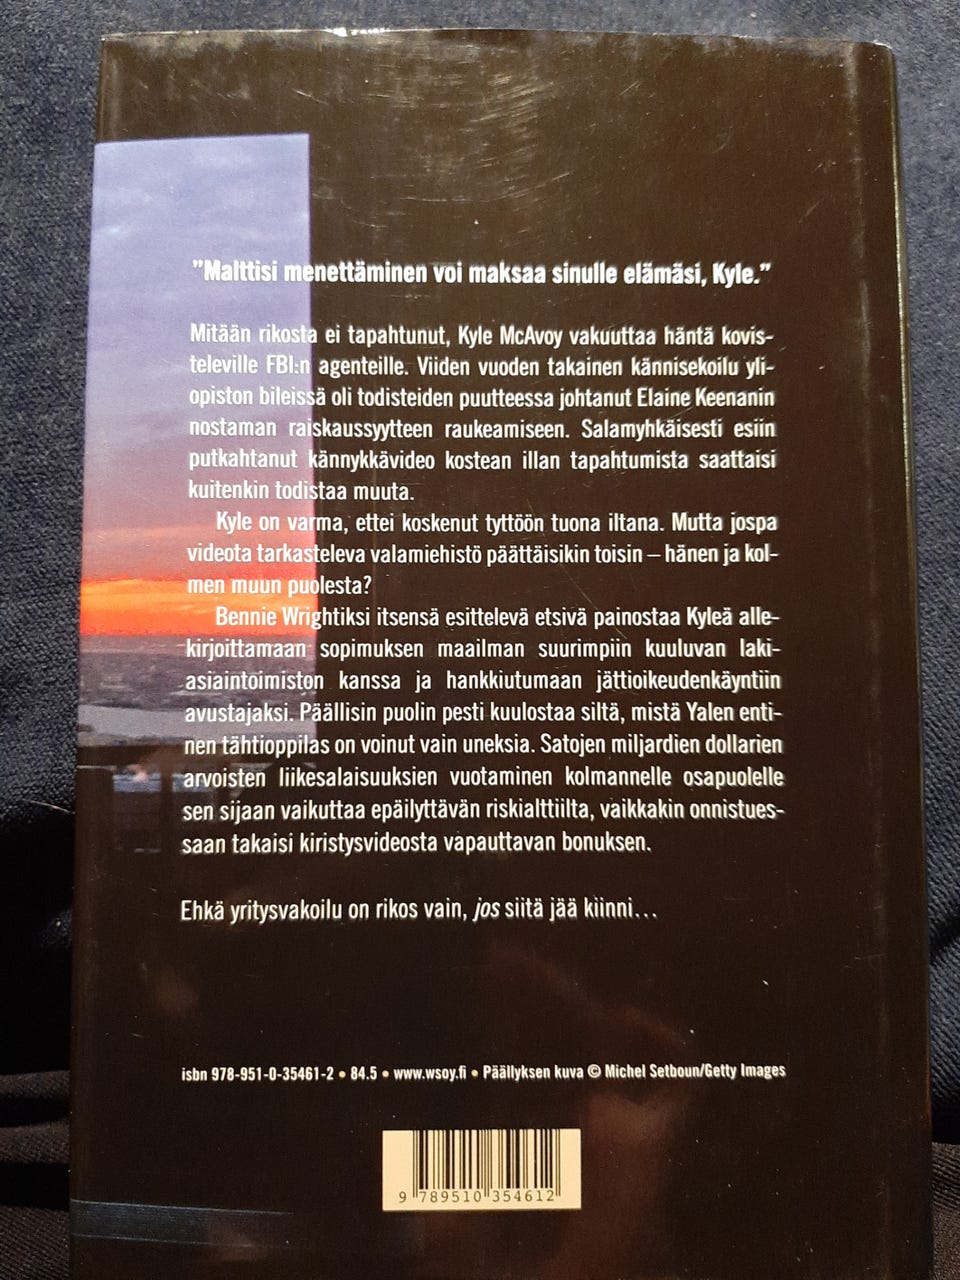 ”Malttisi menettäminen voi maksaa sinulle elämäsi, Kyle.”
Mitään rikosta ei tapahtunut, Kyle McAvoy vakuuttaa häntä kovis-
televille FBI:n agenteille. Viiden vuoden takainen kännisekoilu yli-
opiston bileissä oli todisteiden puutteessa johtanut Elaine Keenanin
nostaman raiskaussyytteen raukeamiseen. Salamyhkäisesti esiin
putkahtanut kännykkävideo kostean illan tapahtumista saattaisi
kuitenkin todistaa muuta.
Kyle on varma, ettei koskenut tyttöön tuona iltana. Mutta jospa
videota tarkasteleva valamiehistö päättäisikin toisin – hänen ja kol-
men muun puolesta?
Bennie Wrightiksi itsensä esittelevä etsivä painostaa Kyleä alle-
kirjoittamaan sopimuksen maailman suurimpiin kuuluvan laki-
asiaintoimiston kanssa ja hankkiutumaan jättioikeudenkäyntiin
avustajaksi. Päällisin puolin pesti kuulostaa siltä, mistä Yalen enti-
nen tähtioppilas on voinut vain uneksia. Satojen miljardien dollarien
arvoisten liikesalaisuuksien vuotaminen kolmannelle osapuolelle
sen sijaan vaikuttaa epäilyttävän riskialttiilta, vaikkakin onnistues-
saan takaisi kiristysvideosta vapauttavan bonuksen.
Ehkä yritysvakoilu on rikos vain, jos siitä jää kiinni…
isbn 978-951-0-35461-2 • 84.5 • www.wsoy.fi • Päällyksen kuva © Michel Setboun/Getty Images
9 789510 354612